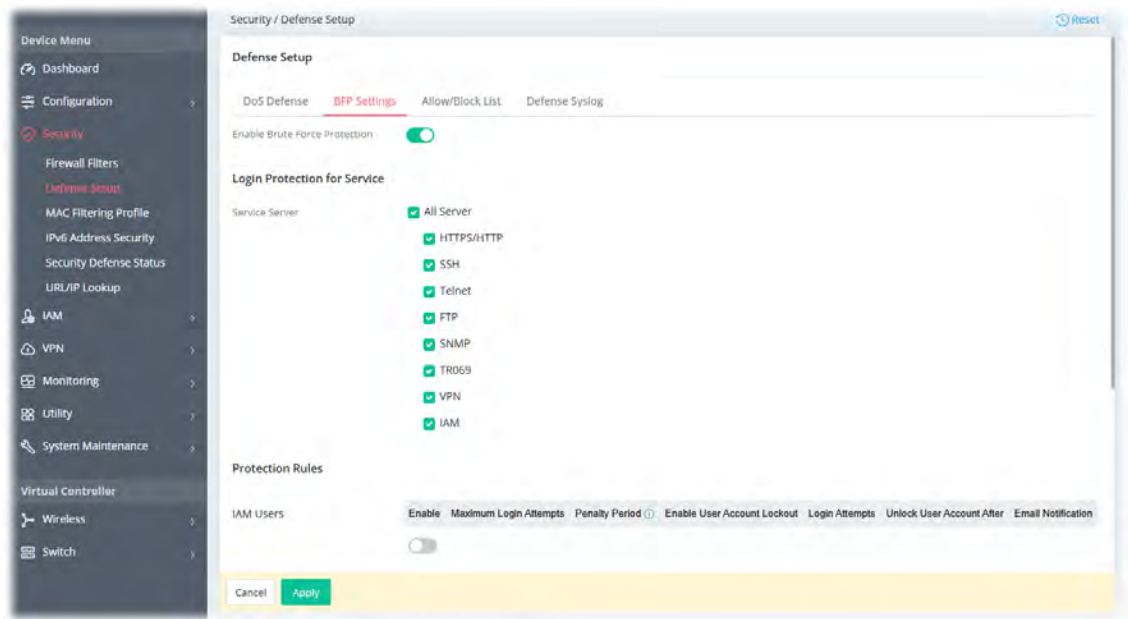 Security / Defense Setup
Reset
Device Menu
Dashboard
Configuration
Security
Firewall Filters
Defense Setup
MAC Filtering Profile
IPv6 Address Security
Security Defense Status
URL/IP Lookup
IAM
VPN
Monitoring
Utility
System Maintenance
Virtual Controller
Wireless
Switch
Defense Setup
DoS Defense BFP Settings Allow/Block List Defense Syslog
Enable Brute Force Protection
Login Protection for Service
Service Server
All Server
HTTPS/HTTP
SSH
Telnet
FTP
SNMP
TR069
VPN
IAM
Protection Rules
IAM Users
Enable Maximum Login Attempts Penalty Period Enable User Account Lockout Login Attempts Unlock User Account After Email Notification
Cancel Apply